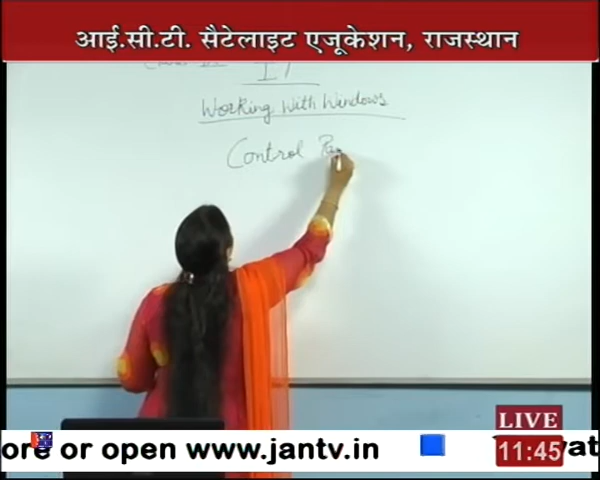 आई.सी.टी. सैटेलाइट एजूकेशन, राजस्थान
IT
Working With Windows
Control Pan
LIVE
ore or open www.jantv.in
11:45